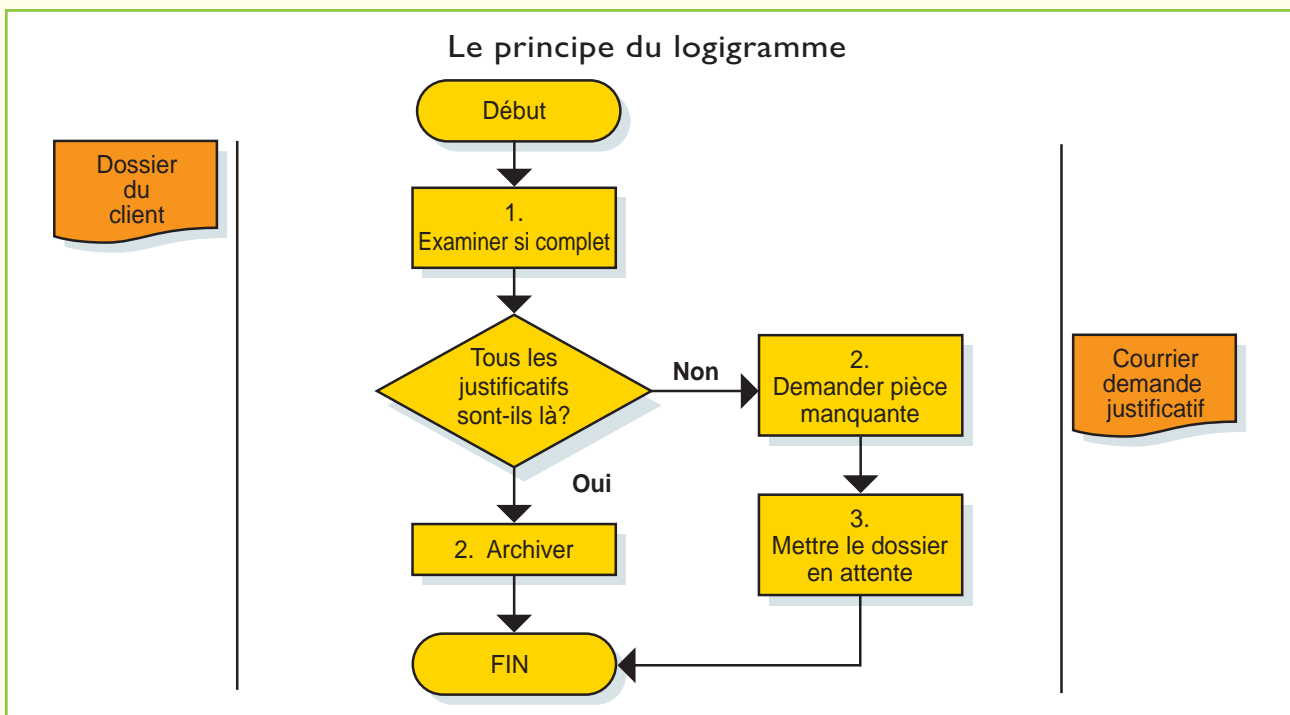 Le principe du logigramme
Début
Dossier
du
client
1.
Examiner si complet
Tous les
justificatifs
sont-ils là?
Non
2.
Demander pièce
manquante
Courrier
demande
justificatif
Oui
2. Archiver
3.
Mettre le dossier
en attente
FIN